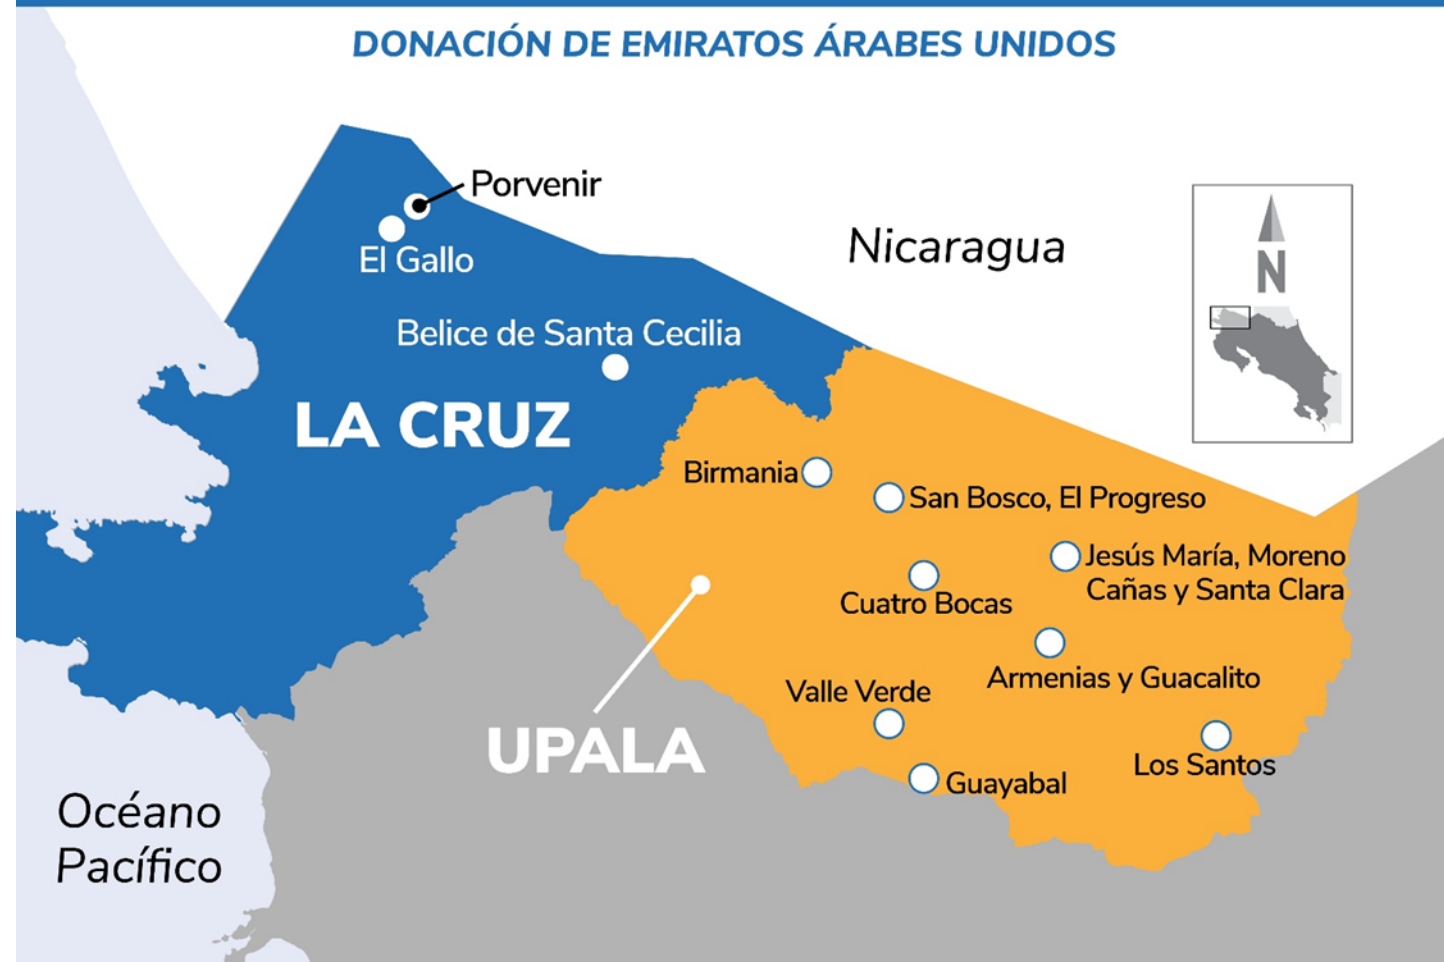 DONACIÓN DE EMIRATOS ÁRABES UNIDOS
Porvenir
El Gallo
Nicaragua
N
Belice de Santa Cecilia
LA CRUZ
Birmania
San Bosco, El Progreso
Jesús María, Moreno
Cañas y Santa Clara
Cuatro Bocas
Armenias y Guacalito
Valle Verde
UPALA
Los Santos
Guayabal
Océano
Pacífico